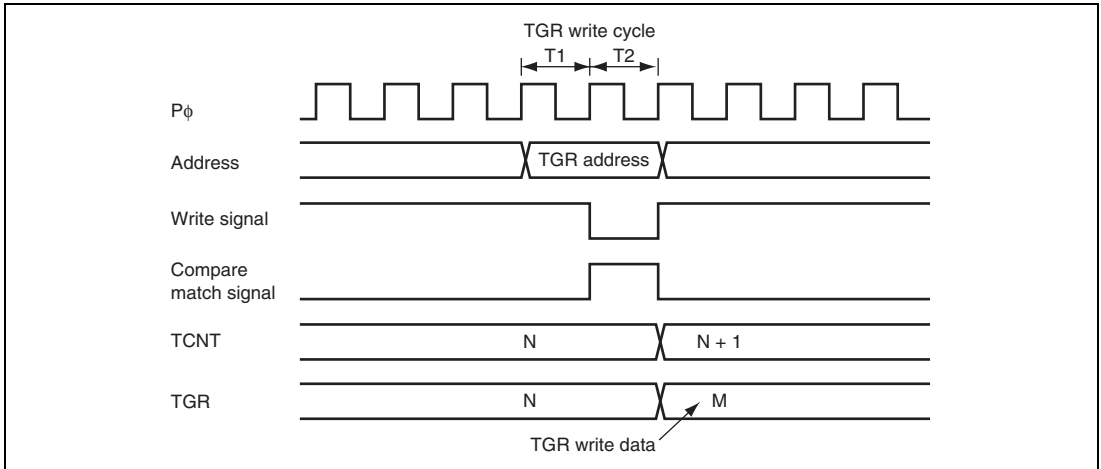 TGR write cycle
T1 T2
Pφ
Address
TGR address
Write signal
Compare
match signal
TCNT
N
N + 1
TGR
N
M
TGR write data